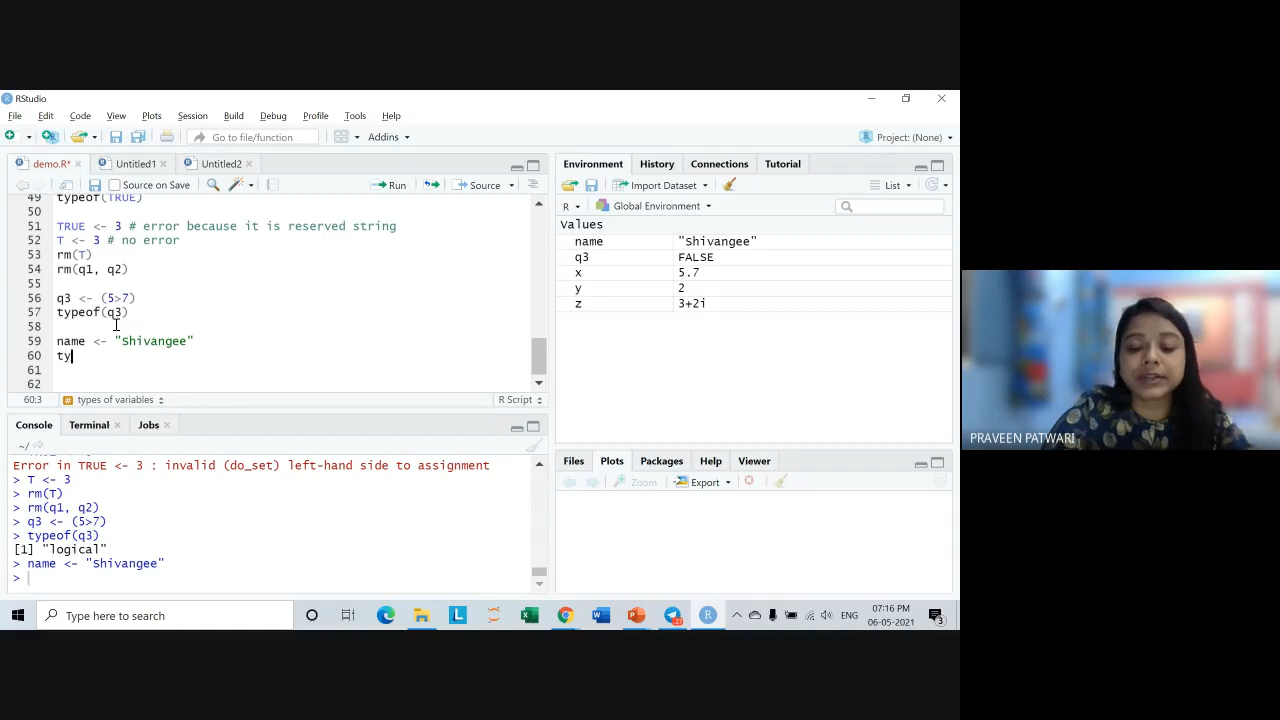 RStudio
File Edit Code View Plots Session Build Debug Profile Tools Help
Go to file/function Addins Project: (None)
demo.R* Untitled1 Untitled2
Source on Save Run Source
49 typeof(TRUE)
50
51 TRUE <- 3 # error because it is reserved string
52 T <- 3 # no error
53 rm(T)
54 rm(q1, q2)
55
56 q3 <- (5>7)
57 typeof(q3)
58
59 name <- "Shivangee"
60 ty
61
62
60:3 # types of variables R Script
Console Terminal Jobs
~/
Error in TRUE <- 3 : invalid (do_set) left-hand side to assignment
> T <- 3
> rm(T)
> rm(q1, q2)
> q3 <- (5>7)
> typeof(q3)
[1] "logical"
> name <- "Shivangee"
>
Environment History Connections Tutorial
Import Dataset List
R Global Environment
Values
name "Shivangee"
q3 FALSE
x 5.7
y 2
z 3+2i
Files Plots Packages Help Viewer
Zoom Export
PRAVEEN PATWARI
Type here to search
ENG
07:16 PM
06-05-2021
3